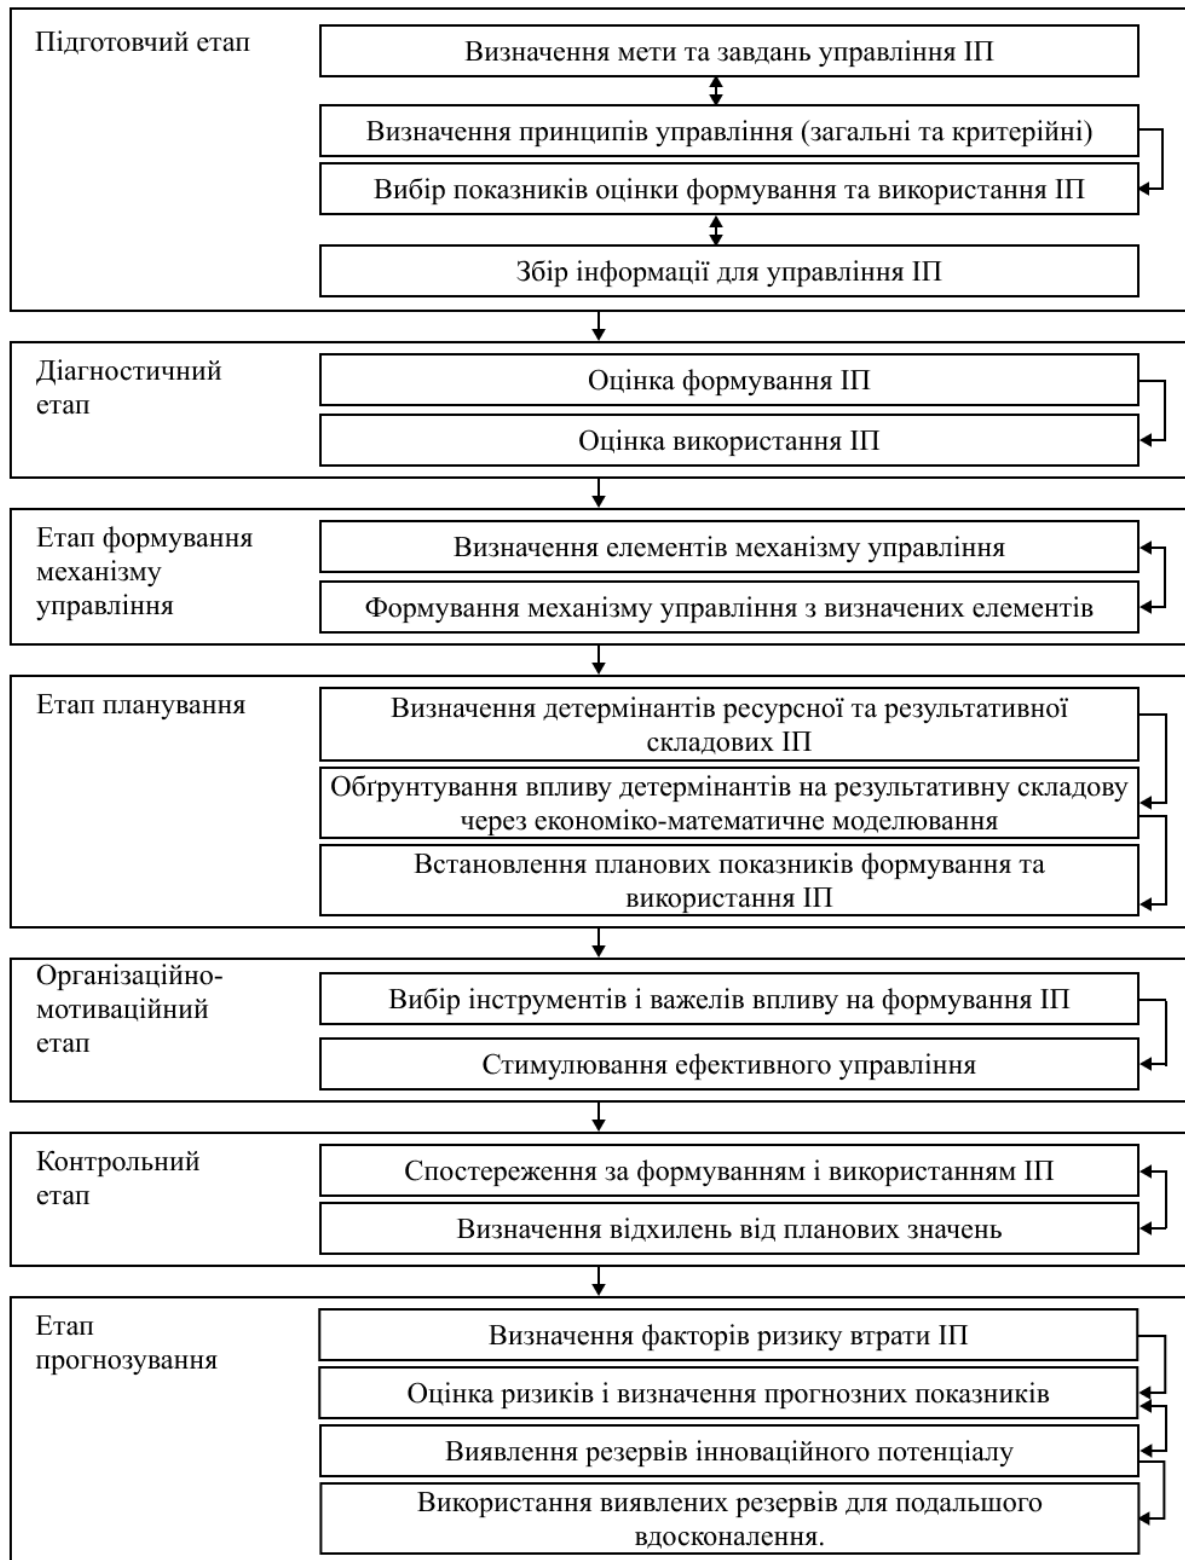 Підготовчий етап
Визначення мети та завдань управління ІП
Визначення принципів управління (загальні та критерійні)
Вибір показників оцінки формування та використання ІП
Збір інформації для управління ІП
Діагностичний
етап
Оцінка формування ІП
Оцінка використання ІП
Етап формування
механізму
управління
Визначення елементів механізму управління
Формування механізму управління з визначених елементів
Етап планування
Визначення детермінантів ресурсної та результативної
складових ІП
Обґрунтування впливу детермінантів на результативну складову
через економіко-математичне моделювання
Встановлення планових показників формування та
використання ІП
Організаційно-
мотиваційний
етап
Вибір інструментів і важелів впливу на формування ІП
Стимулювання ефективного управління
Контрольний
етап
Спостереження за формуванням і використанням ІП
Визначення відхилень від планових значень
Етап
прогнозування
Визначення факторів ризику втрати ІП
Оцінка ризиків і визначення прогнозних показників
Виявлення резервів інноваційного потенціалу
Використання виявлених резервів для подальшого
вдосконалення.